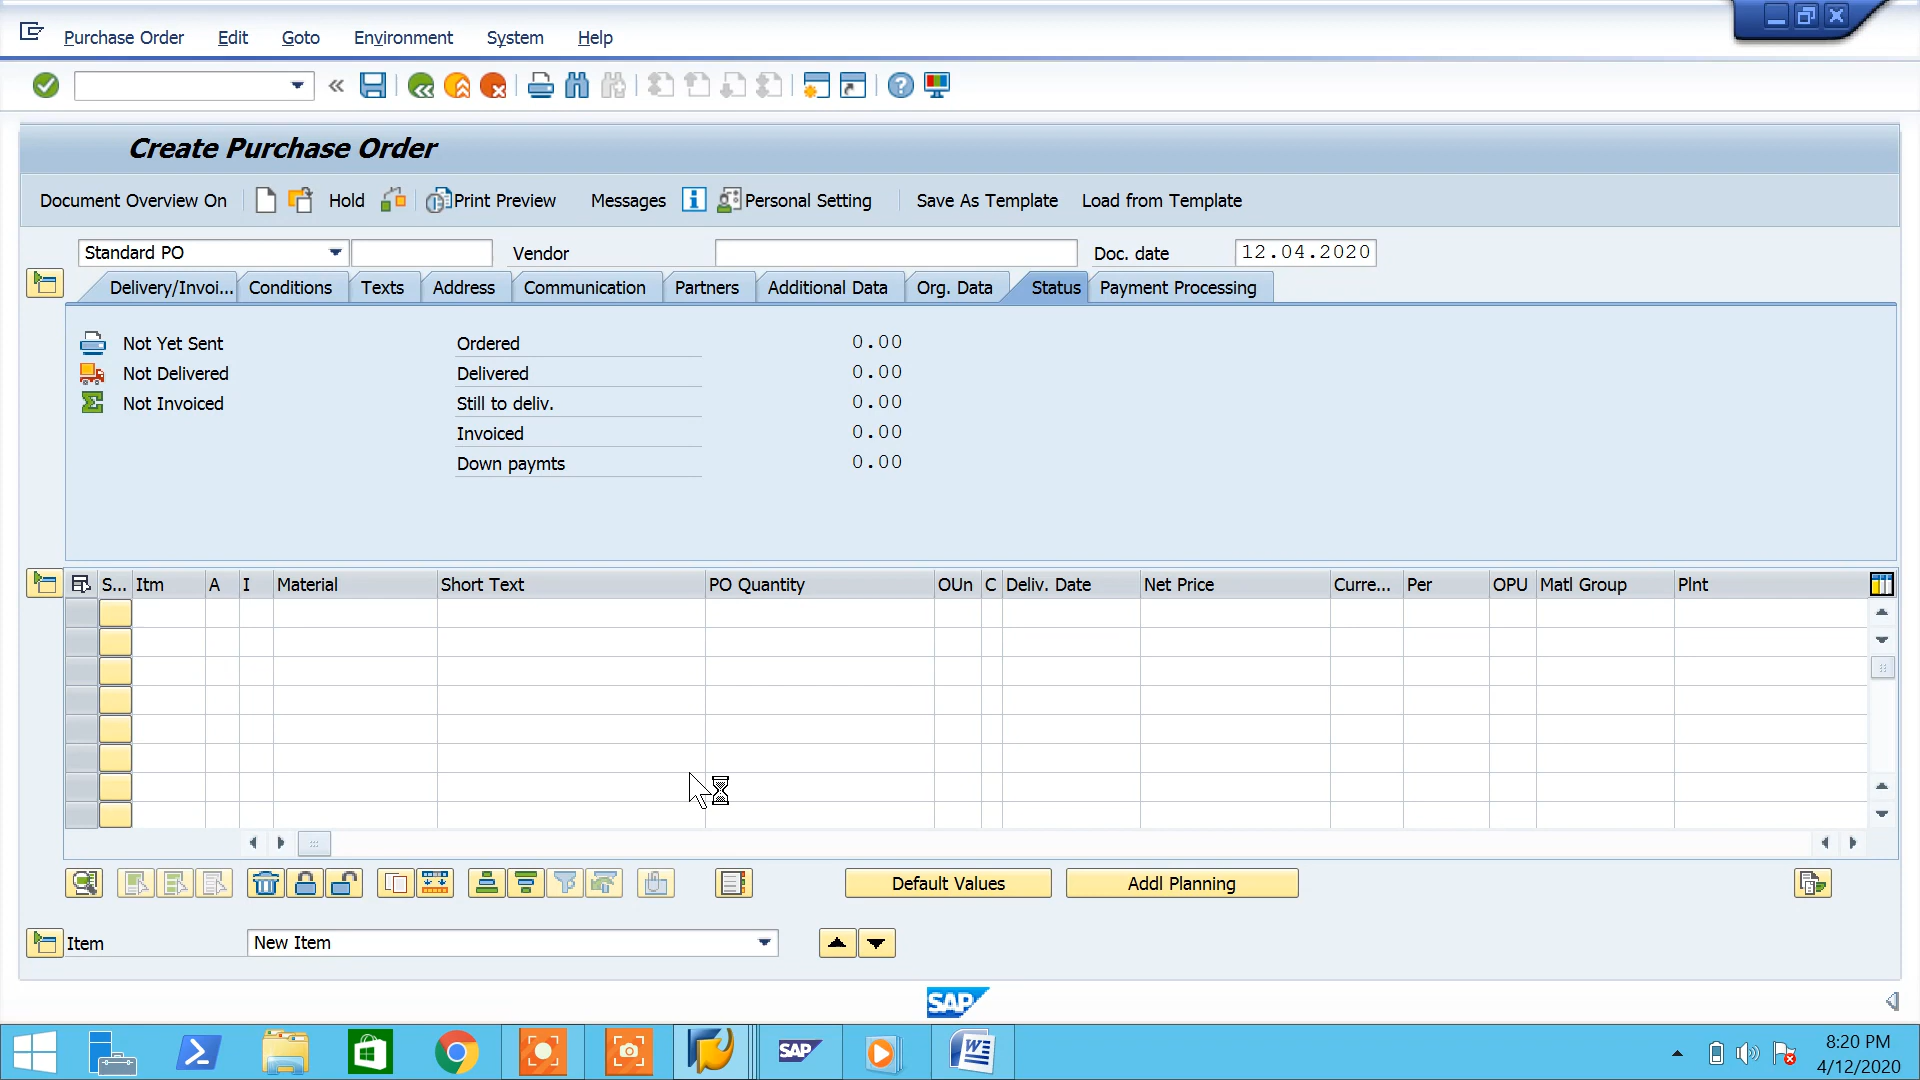 Purchase Order Edit Goto Environment System Help
Create Purchase Order
Document Overview On Hold Print Preview Messages Personal Setting Save As Template Load from Template
Standard PO Vendor Doc. date 12.04.2020
Delivery/Invoi... Conditions Texts Address Communication Partners Additional Data Org. Data Status Payment Processing
Not Yet Sent Ordered 0.00
Not Delivered Delivered 0.00
Not Invoiced Still to deliv. 0.00
Invoiced 0.00
Down paymts 0.00
S... Itm A I Material Short Text PO Quantity OUn C Deliv. Date Net Price Curre... Per OPU Matl Group Plnt
Default Values Addl Planning
Item New Item
SAP
SAP
8:20 PM
4/12/2020